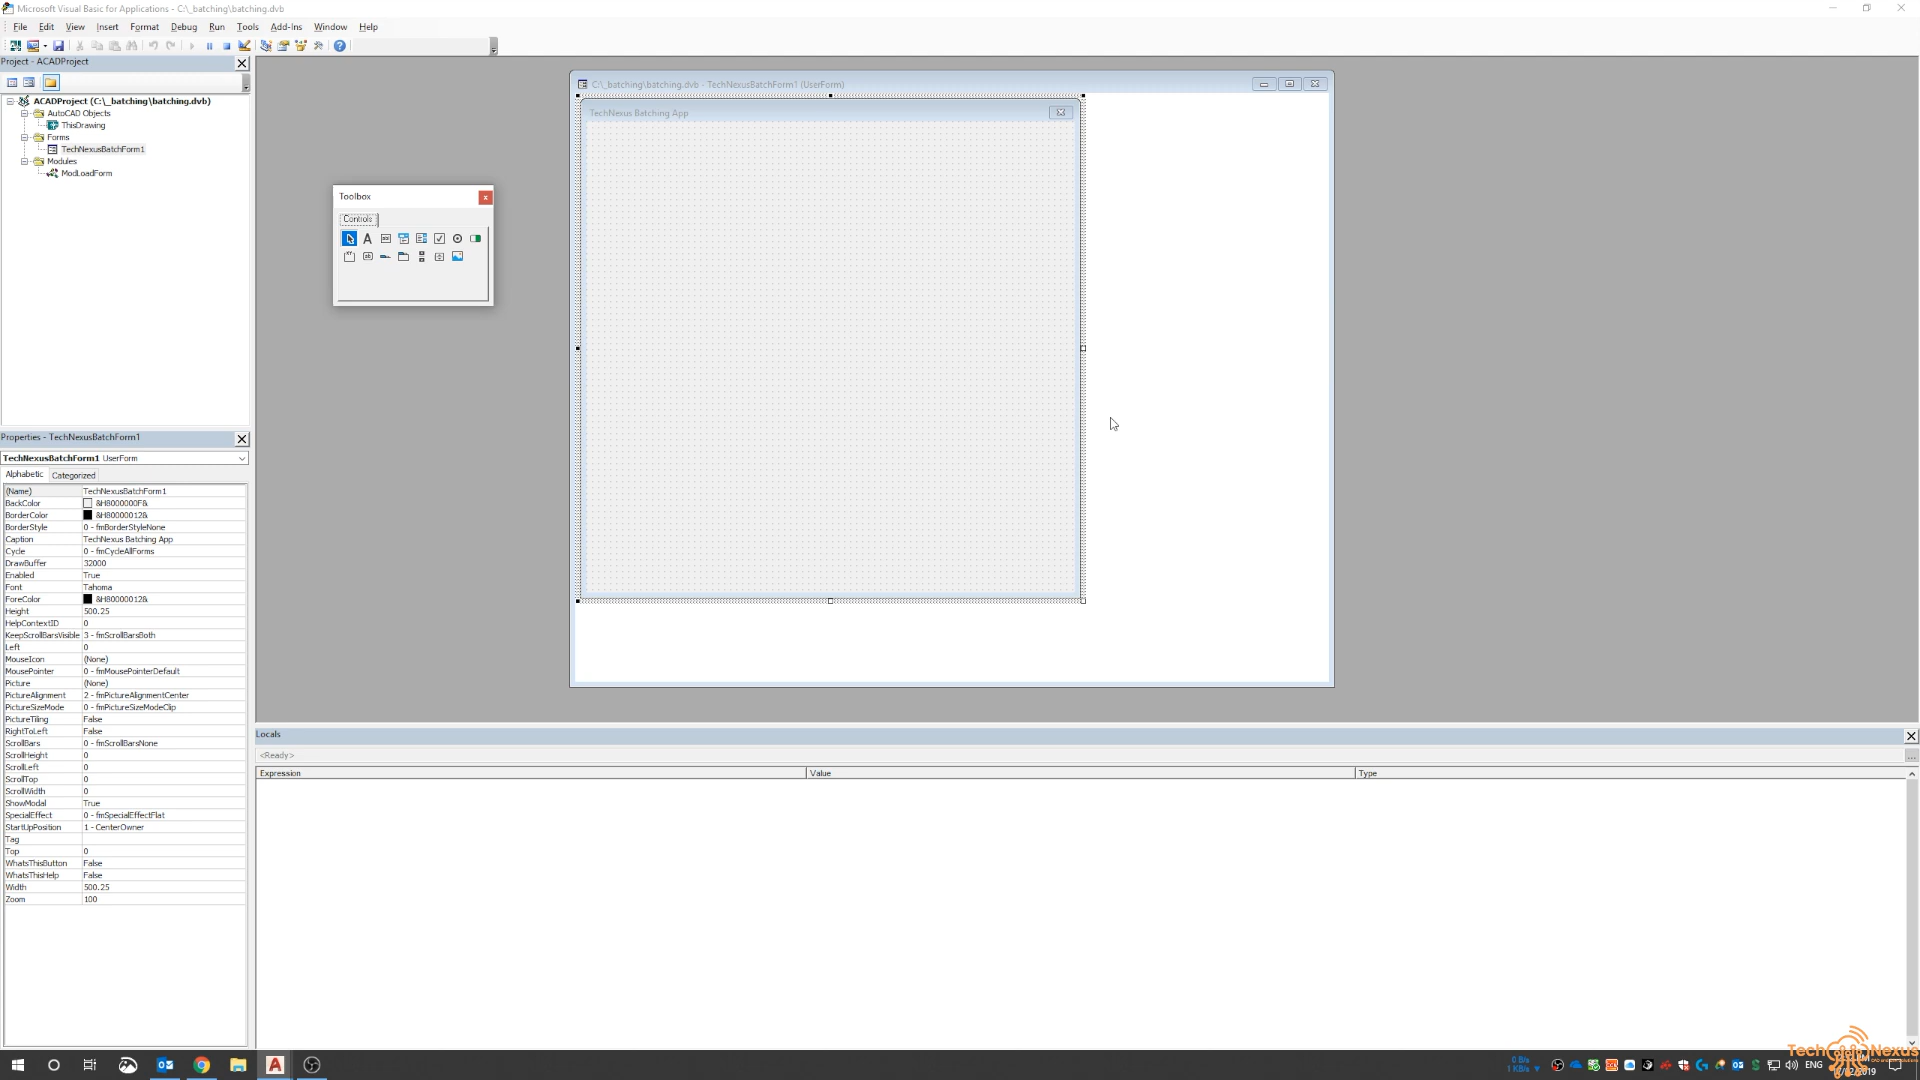 Microsoft Visual Basic for Applications - C:\_batching\batching.dvb
File Edit View Insert Format Debug Run Tools Add-Ins Window Help
Project - ACADProject
ACADProject (C:\_batching\batching.dvb)
AutoCAD Objects
ThisDrawing
Forms
TechNexusBatchForm1
Modules
ModLoadForm
Toolbox
Controls
C:\_batching\batching.dvb - TechNexusBatchForm1 (UserForm)
TechNexus Batching App
Properties - TechNexusBatchForm1
TechNexusBatchForm1 UserForm
Alphabetic Categorized
(Name) TechNexusBatchForm1
BackColor &H8000000F&
BorderColor &H80000012&
BorderStyle 0 - fmBorderStyleNone
Caption TechNexus Batching App
Cycle 0 - fmCycleAllForms
DrawBuffer 32000
Enabled True
Font Tahoma
ForeColor &H80000012&
Height 500.25
HelpContextID 0
KeepScrollBarsVisible 3 - fmScrollBarsBoth
Left 0
MouseIcon (None)
MousePointer 0 - fmMousePointerDefault
Picture (None)
PictureAlignment 2 - fmPictureAlignmentCenter
PictureSizeMode 0 - fmPictureSizeModeClip
PictureTiling False
RightToLeft False
ScrollBars 0 - fmScrollBarsNone
ScrollHeight 0
ScrollLeft 0
ScrollTop 0
ScrollWidth 0
ShowModal True
SpecialEffect 0 - fmSpecialEffectFlat
StartUpPosition 1 - CenterOwner
Tag
Top 0
WhatsThisButton False
WhatsThisHelp False
Width 500.25
Zoom 100
Locals
<Ready>
Expression Value Type
0 B/s
1 KB/s
ENG
Tech Nexus